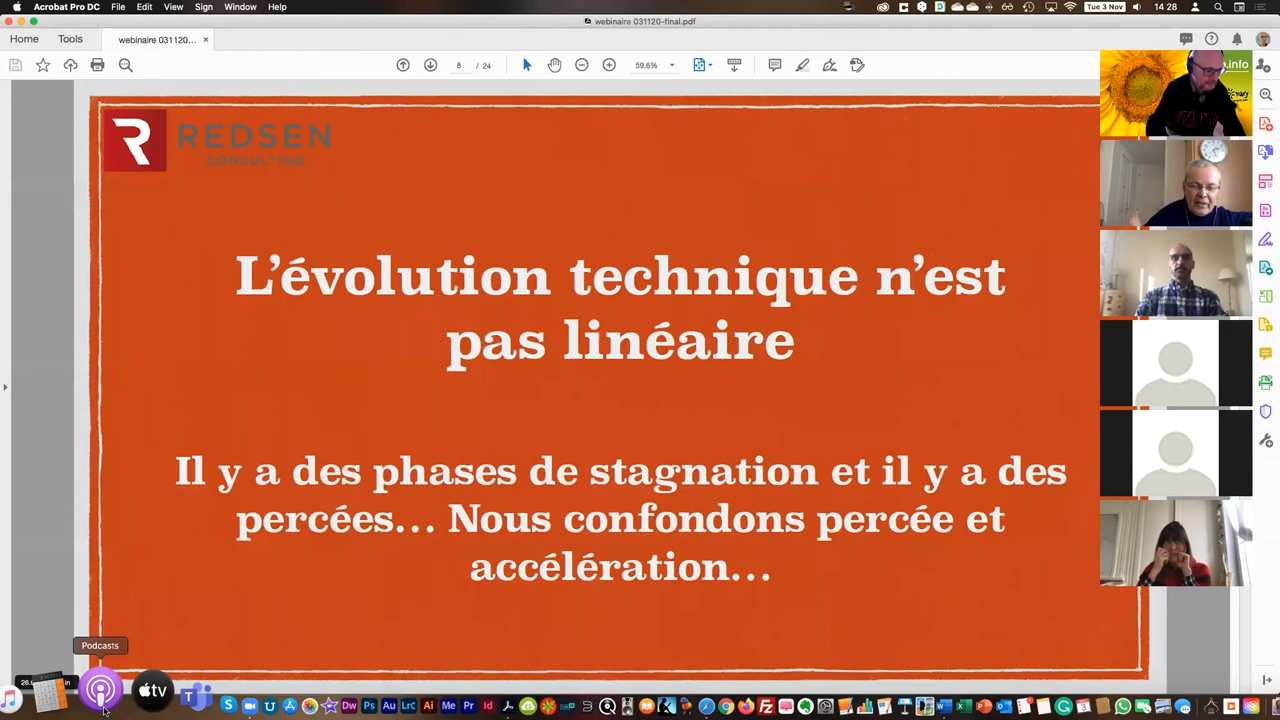 Acrobat Pro DC File Edit View Sign Window Help Tue 3 Nov 14 28
webinaire 031120-final.pdf
Home Tools webinaire 031120...
8 / 24 59.6%
REDSEN
CONSULTING
L’évolution technique n’est
pas linéaire
Il y a des phases de stagnation et il y a des
percées... Nous confondons percée et
accélération...
.info
Podcasts
tv